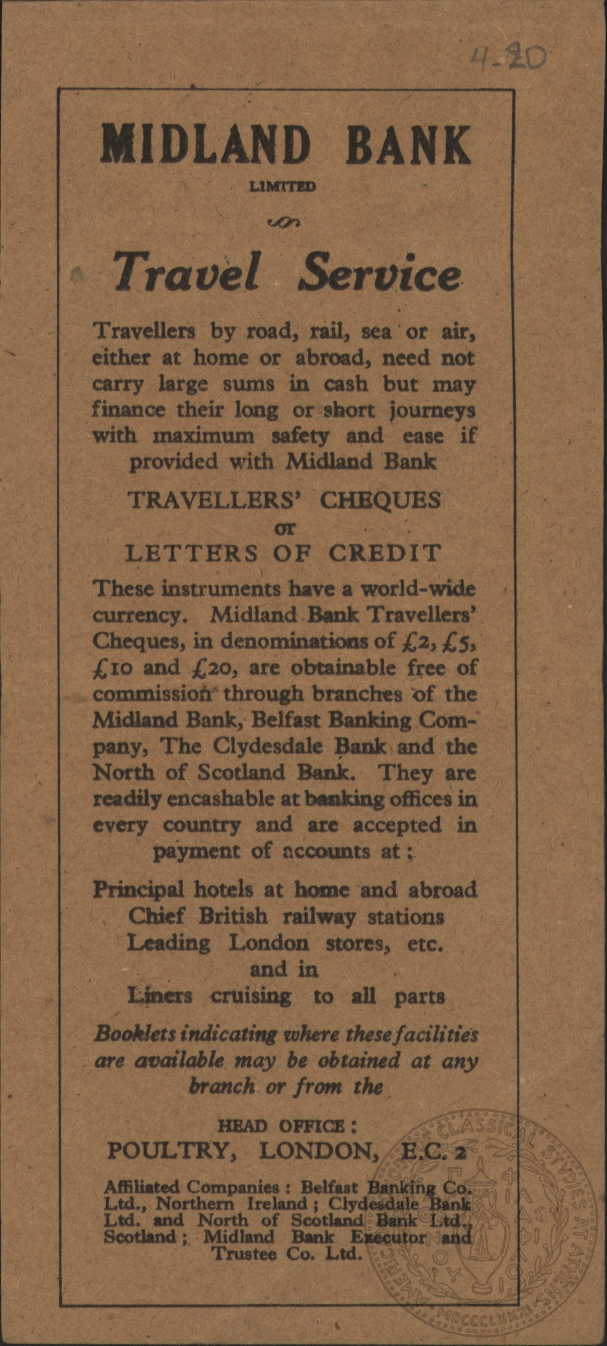 4-2D
MIDLAND BANK
LIMITED
Travel Service
Travellers by road, rail, sea or air,
either at home or abroad, need not
carry large sums in cash but may
finance their long or short journeys
with maximum safety and ease if
provided with Midland Bank
TRAVELLERS' CHEQUES
or
LETTERS OF CREDIT
These instruments have a world-wide
currency. Midland Bank Travellers'
Cheques, in denominations of £2, £5,
£10 and £20, are obtainable free of
commission through branches of the
Midland Bank, Belfast Banking Com-
pany, The Clydesdale Bank and the
North of Scotland Bank. They are
readily encashable at banking offices in
every country and are accepted in
payment of accounts at :
Principal hotels at home and abroad
Chief British railway stations
Leading London stores, etc.
and in
Liners cruising to all parts
Booklets indicating where these facilities
are available may be obtained at any
branch or from the
HEAD OFFICE :
POULTRY, LONDON, E.C. 2
Affiliated Companies : Belfast Banking Co.
Ltd., Northern Ireland ; Clydesdale Bank
Ltd. and North of Scotland Bank Ltd.,
Scotland ; Midland Bank Executor and
Trustee Co. Ltd.
AMERICAN SCHOOL OF CLASSICAL STUDIES AT ATHENS
MDCCCLXXXI